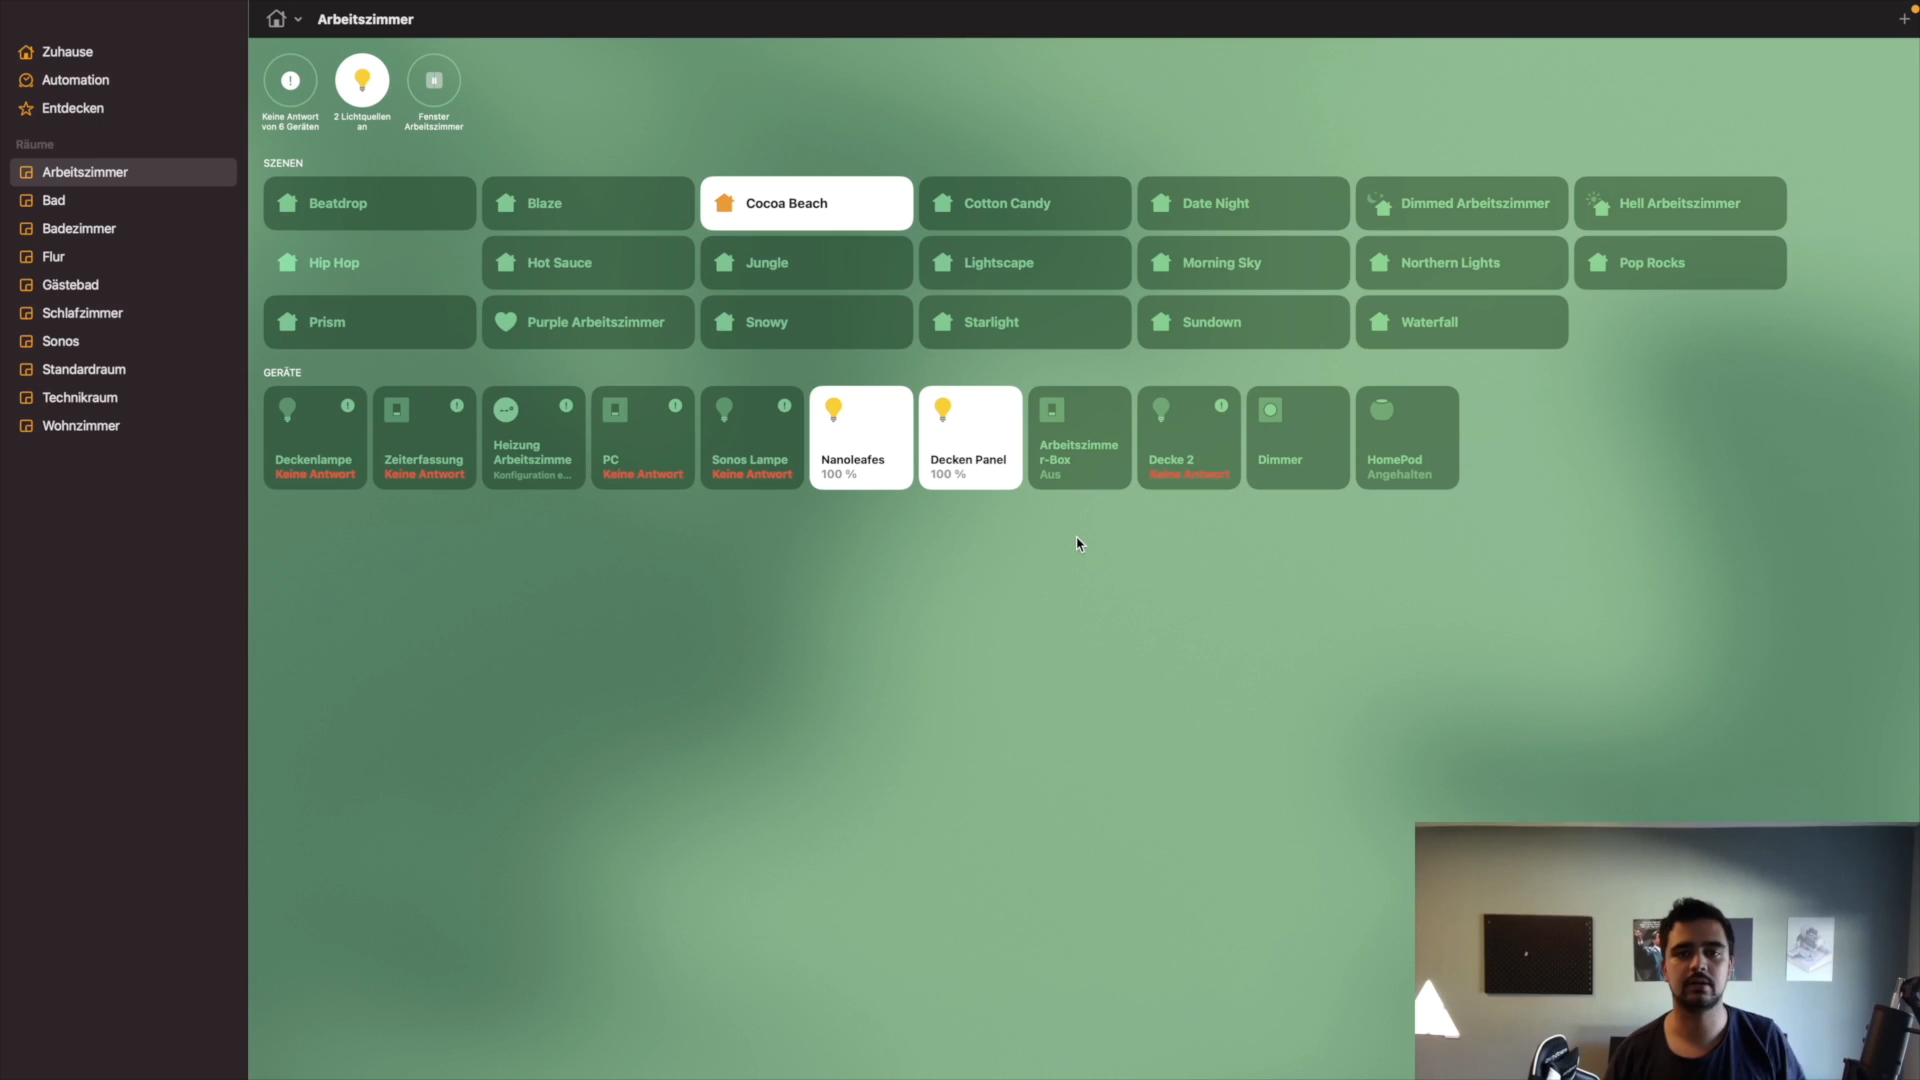 Arbeitszimmer
Zuhause
Automation
Entdecken
Räume
Arbeitszimmer
Bad
Badezimmer
Flur
Gästebad
Schlafzimmer
Sonos
Standardraum
Technikraum
Wohnzimmer
Keine Antwort
von 6 Geräten
2 Lichtquellen
an
Fenster
Arbeitszimmer
SZENEN
Beatdrop
Blaze
Cocoa Beach
Cotton Candy
Date Night
Dimmed Arbeitszimmer
Hell Arbeitszimmer
Hip Hop
Hot Sauce
Jungle
Lightscape
Morning Sky
Northern Lights
Pop Rocks
Prism
Purple Arbeitszimmer
Snowy
Starlight
Sundown
Waterfall
GERÄTE
Deckenlampe
Keine Antwort
Zeiterfassung
Keine Antwort
Heizung
Arbeitszimme
Konfiguration e...
PC
Keine Antwort
Sonos Lampe
Keine Antwort
Nanoleafes
100 %
Decken Panel
100 %
Arbeitszimme
r-Box
Aus
Decke 2
Keine Antwort
Dimmer
HomePod
Angehalten